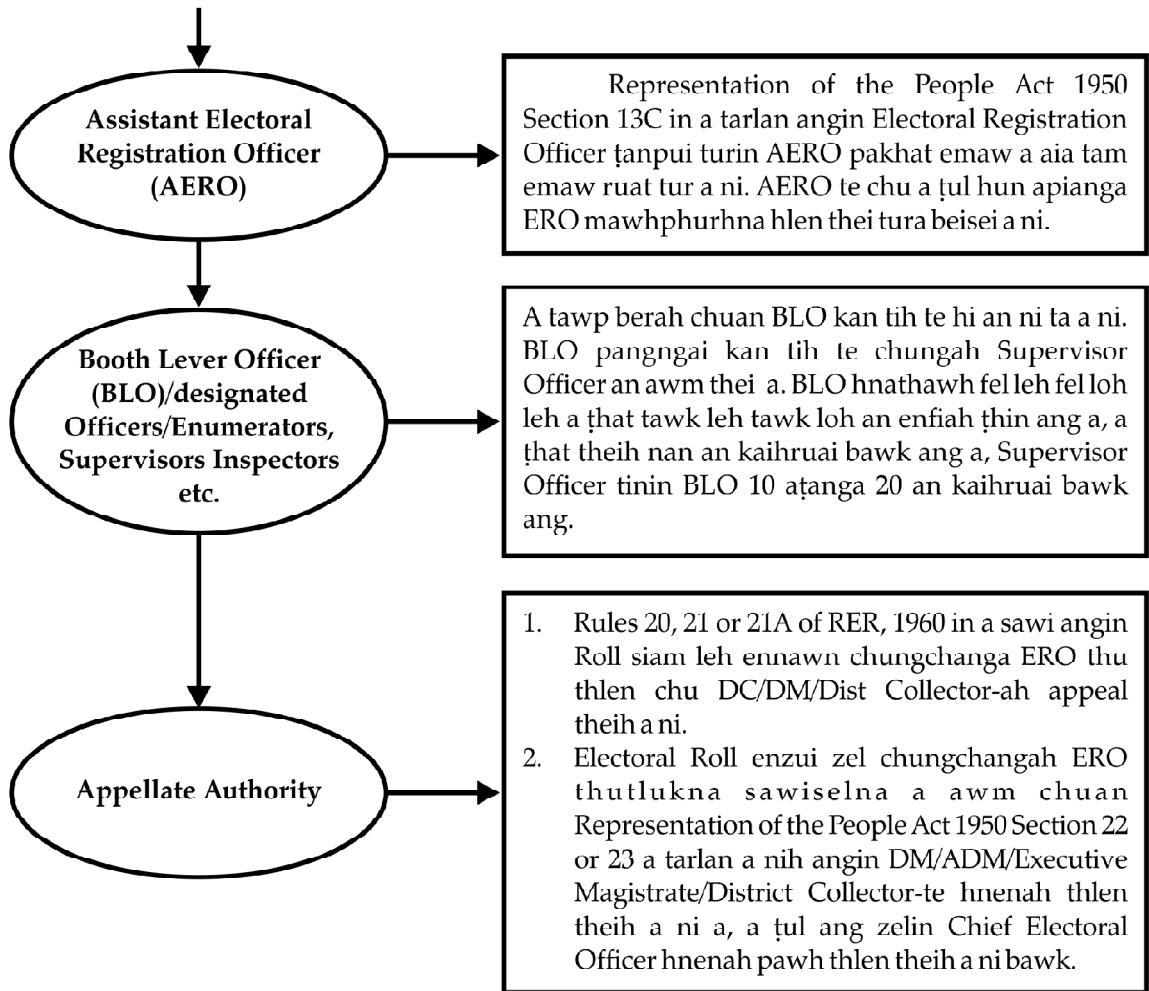 Assistant Electoral
Registration Officer
(AERO)
Representation of the People Act 1950
Section 13C in a tarlan angin Electoral Registration
Officer ṭanpui turin AERO pakhat emaw a aia tam
emaw ruat tur a ni. AERO te chu a ṭul hun apianga
ERO mawhphurhna hlen thei tura beisei a ni.
Booth Lever Officer
(BLO)/designated
Officers/Enumerators,
Supervisors Inspectors
etc.
A tawp berah chuan BLO kan tih te hi an ni ta a ni.
BLO pangngai kan tih te chungah Supervisor
Officer an awm thei a. BLO hnathawh fel leh fel loh
leh a ṭhat tawk leh tawk loh an enfiah ṭhin ang a, a
ṭhat theih nan an kaihruai bawk ang a, Supervisor
Officer tinin BLO 10 aṭanga 20 an kaihruai bawk
ang.
Appellate Authority
1. Rules 20, 21 or 21A of RER, 1960 in a sawi angin
Roll siam leh ennawn chungchanga ERO thu
thlen chu DC/DM/Dist Collector-ah appeal
theih a ni.
2. Electoral Roll enzui zel chungchangah ERO
thutlukna sawiselna a awm chuan
Representation of the People Act 1950 Section 22
or 23 a tarlan a nih angin DM/ADM/Executive
Magistrate/District Collector-te hnenah thlen
theih a ni a, a ṭul ang zelin Chief Electoral
Officer hnenah pawh thlen theih a ni bawk.